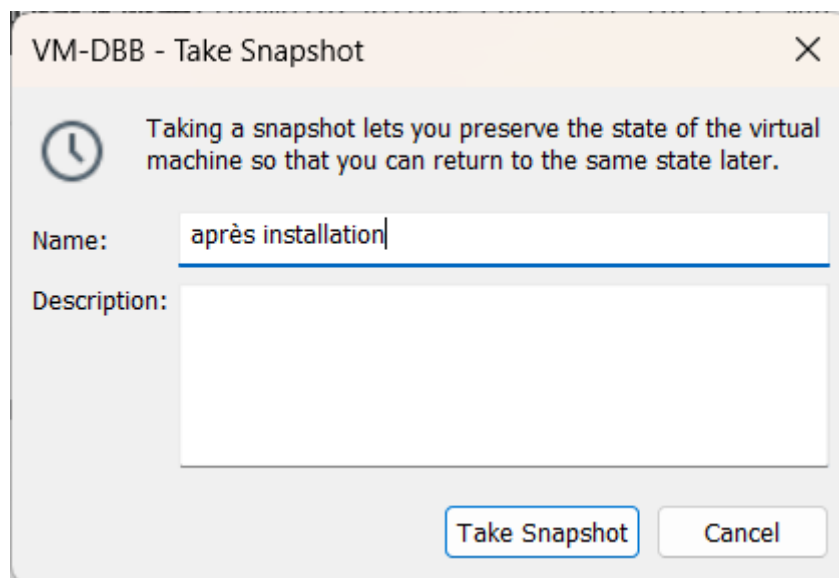 VM-DBB - Take Snapshot
Taking a snapshot lets you preserve the state of the virtual
machine so that you can return to the same state later.
Name:
après installation
Description:
Take Snapshot
Cancel